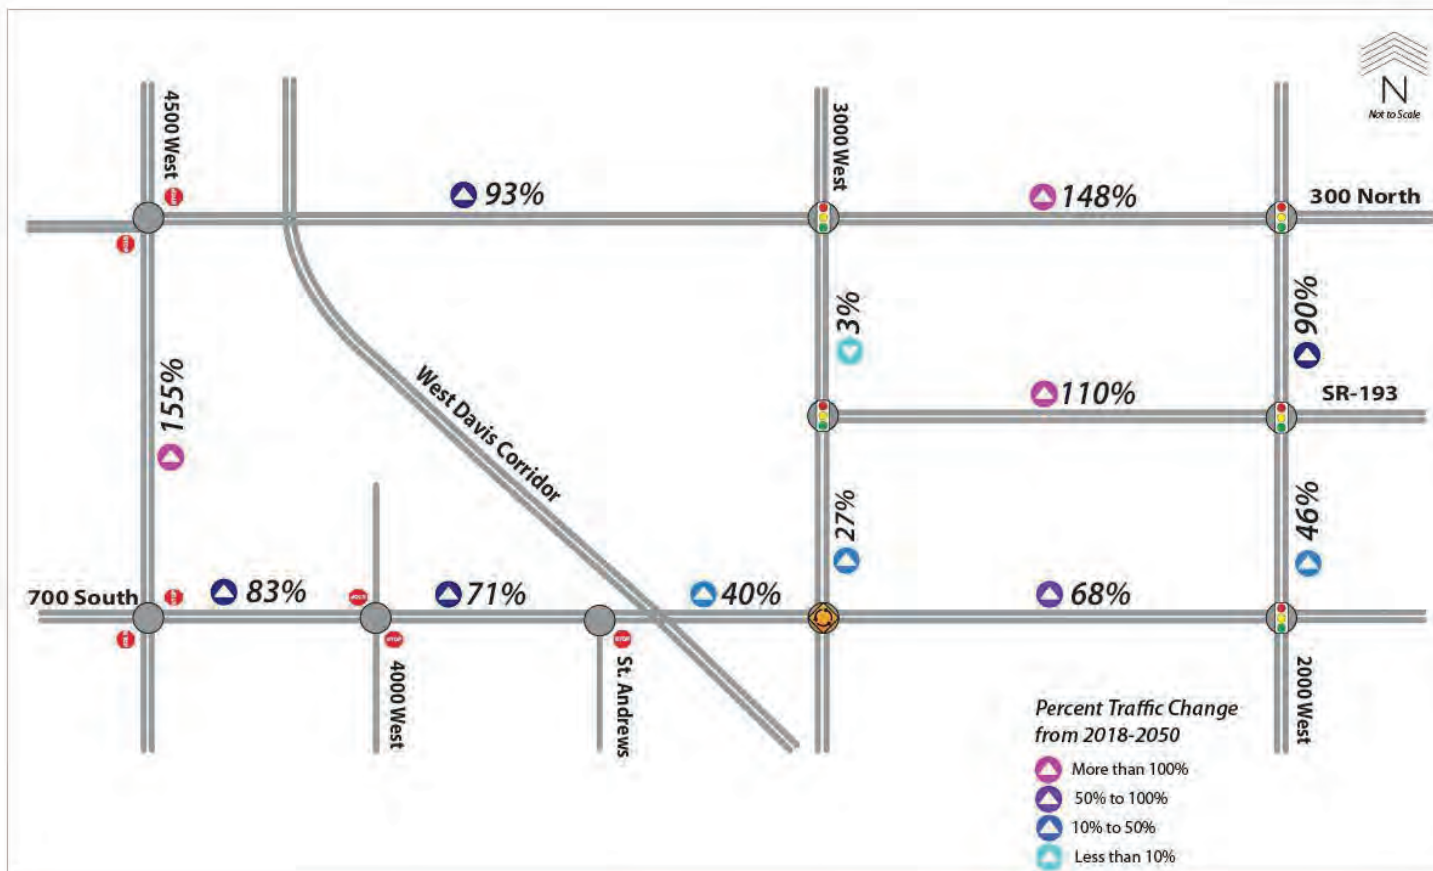 N
Not to Scale
4500 West
3000 West
93%
148%
300 North
3%
90%
155%
West Davis Corridor
110%
SR-193
27%
46%
700 South
83%
71%
40%
68%
STOP
STOP
4000 West
St. Andrews
2000 West
Percent Traffic Change
from 2018-2050
More than 100%
50% to 100%
10% to 50%
Less than 10%